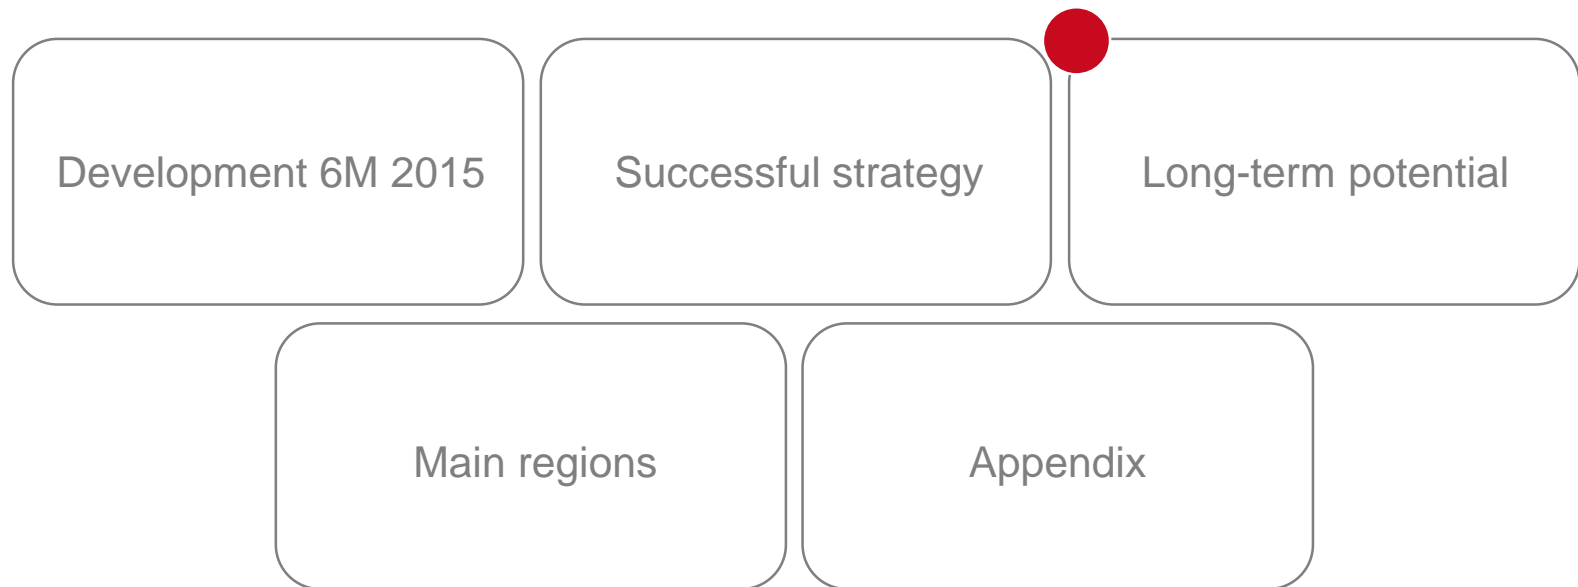 Development 6M 2015
Successful strategy
Long-term potential
Main regions
Appendix